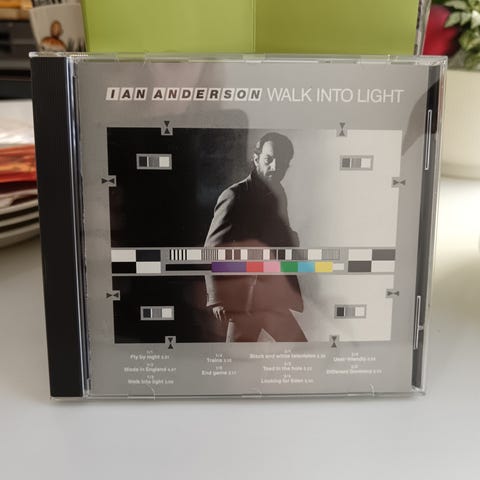 IAN ANDERSON WALK INTO LIGHT
Fly by night
Made in England
Walk into light
Trains
End game
Black and white television
Toad in the hole
Looking for Eden
User-friendly
Different Germany